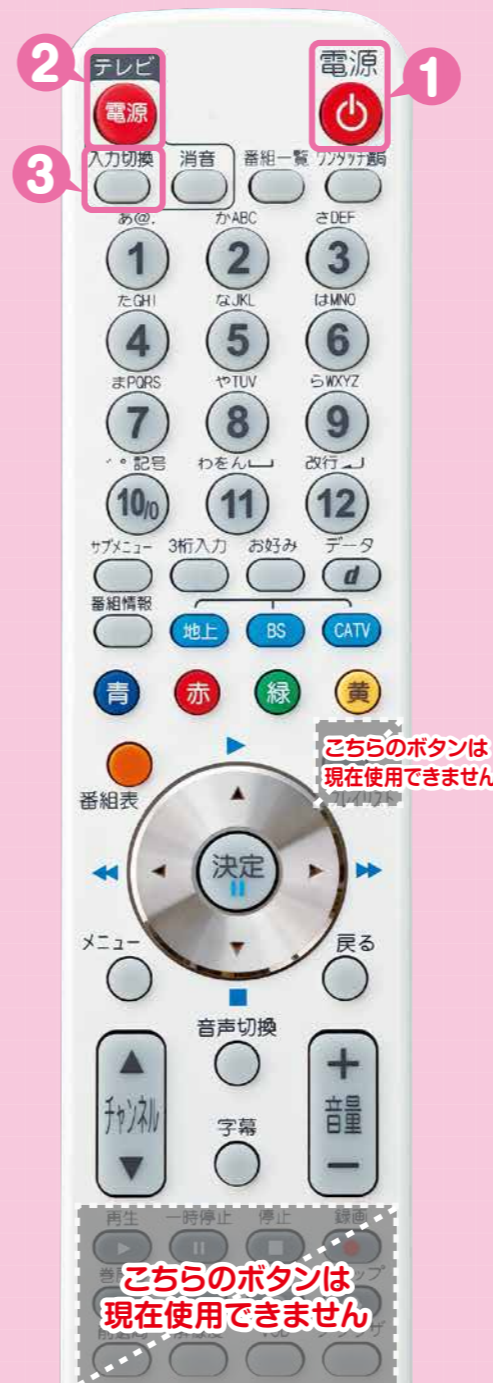 2 テレビ 電源 1
電源
3 入力切換 消音 番組一覧 ワンタッチ選局
あ@. かABC さDEF
1 2 3
たGHI なJKL はMNO
4 5 6
まPQRS やTUV らWXYZ
7 8 9
゛゜記号 わをん 改行
10/0 11 12
サブメニュー 3桁入力 お好み データ
d
番組情報
地上 BS CATV
青 赤 緑 黄
こちらのボタンは
現在使用できません
番組表
決定
メニュー 戻る
音声切換
チャンネル + 音量 −
字幕
再生 一時停止 停止 録画
こちらのボタンは
現在使用できません